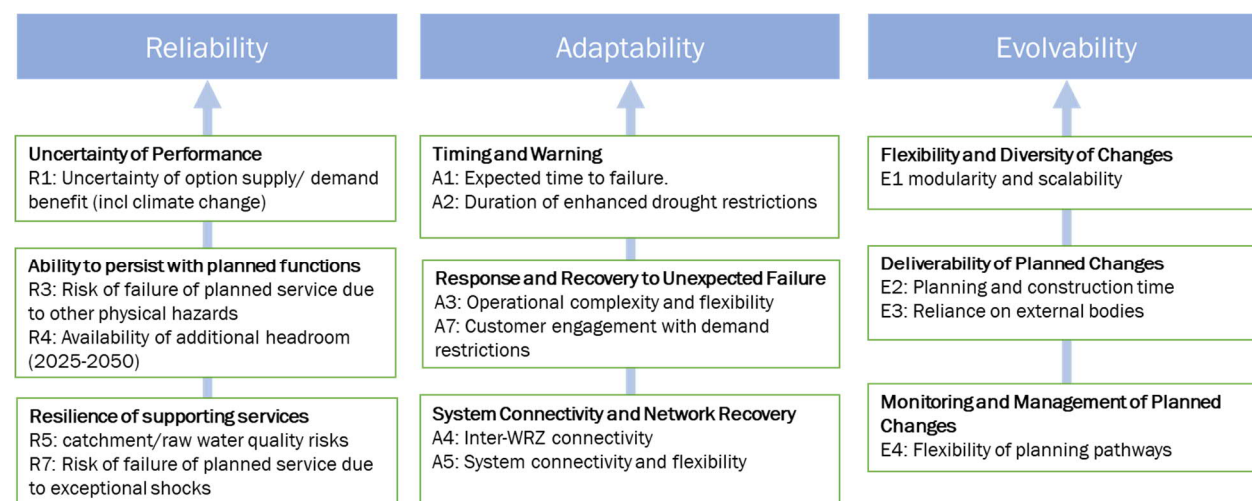 Reliability
Uncertainty of Performance
R1: Uncertainty of option supply/ demand
benefit (incl climate change)
Ability to persist with planned functions
R3: Risk of failure of planned service due
to other physical hazards
R4: Availability of additional headroom
(2025-2050)
Resilience of supporting services
R5: catchment/raw water quality risks
R7: Risk of failure of planned service due
to exceptional shocks
Adaptability
Timing and Warning
A1: Expected time to failure.
A2: Duration of enhanced drought restrictions
Response and Recovery to Unexpected Failure
A3: Operational complexity and flexibility
A7: Customer engagement with demand
restrictions
System Connectivity and Network Recovery
A4: Inter-WRZ connectivity
A5: System connectivity and flexibility
Evolvability
Flexibility and Diversity of Changes
E1 modularity and scalability
Deliverability of Planned Changes
E2: Planning and construction time
E3: Reliance on external bodies
Monitoring and Management of Planned
Changes
E4: Flexibility of planning pathways